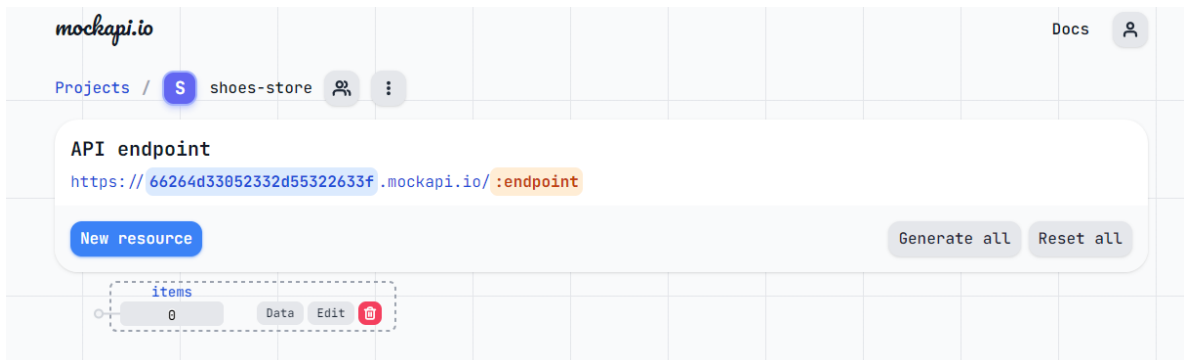 mockapi.io
Docs
Projects / S shoes-store
API endpoint
https://66264d33052332d55322633f.mockapi.io/:endpoint
New resource
Generate all
Reset all
items
0
Data
Edit